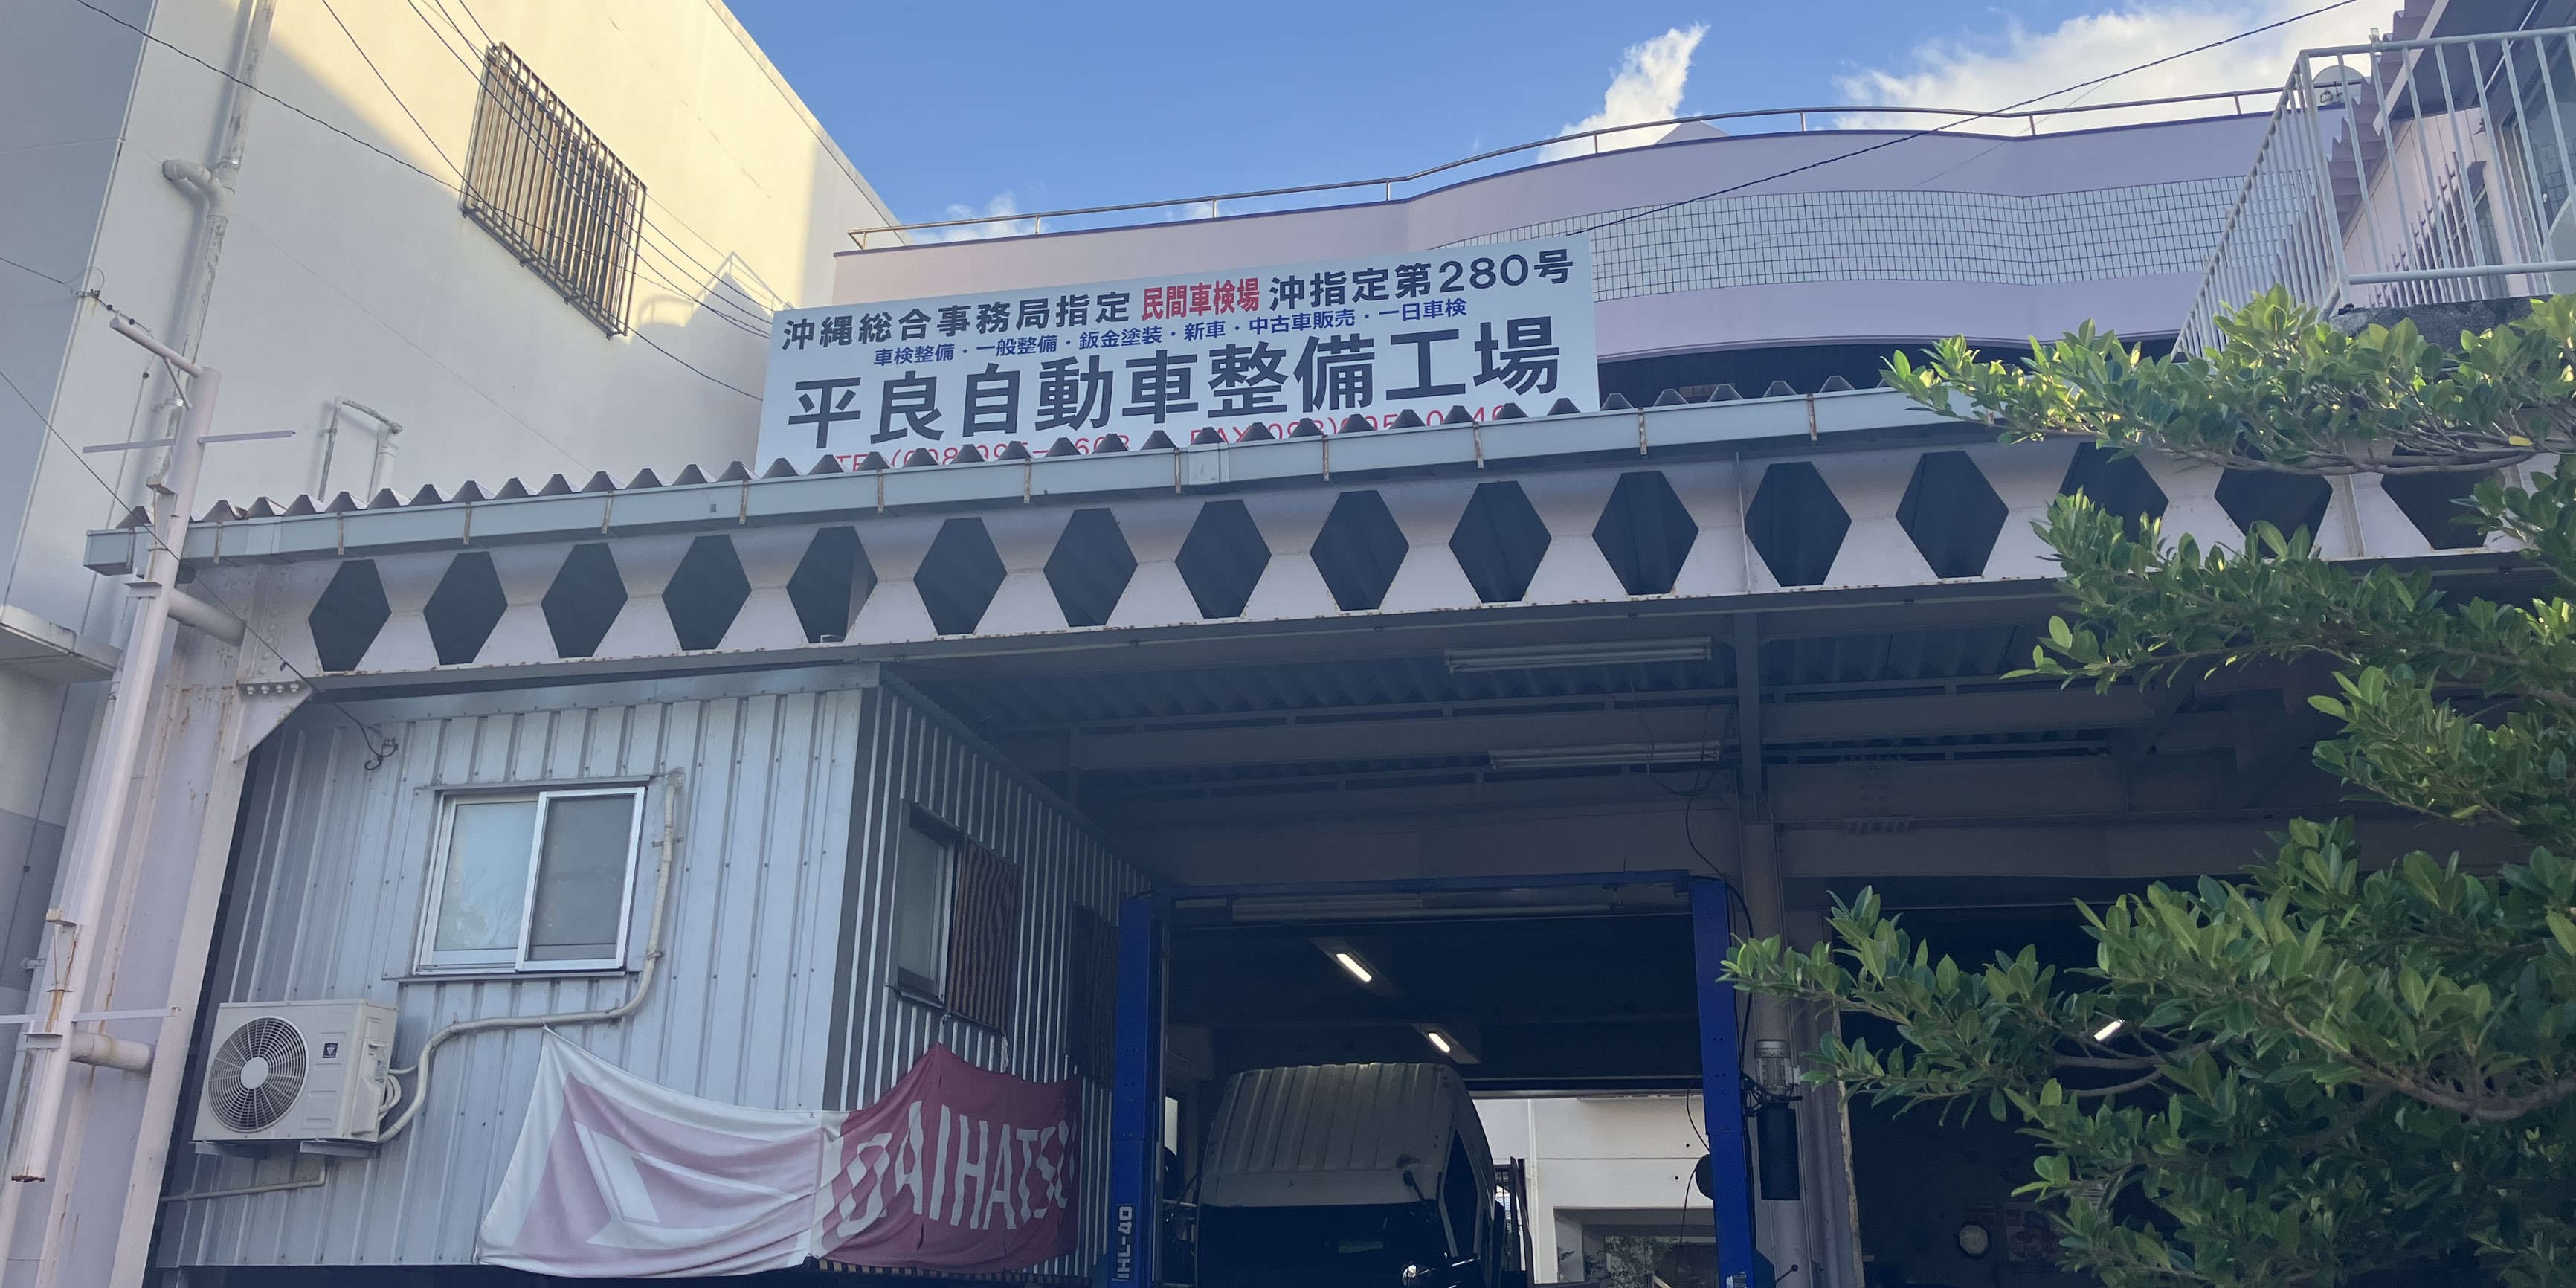 沖縄総合事務局指定 民間車検場 沖指定第280号
車検整備・一般整備・鈑金塗装・新車・中古車販売・一日車検
平良自動車整備工場
DAIHATSU
IHL-40